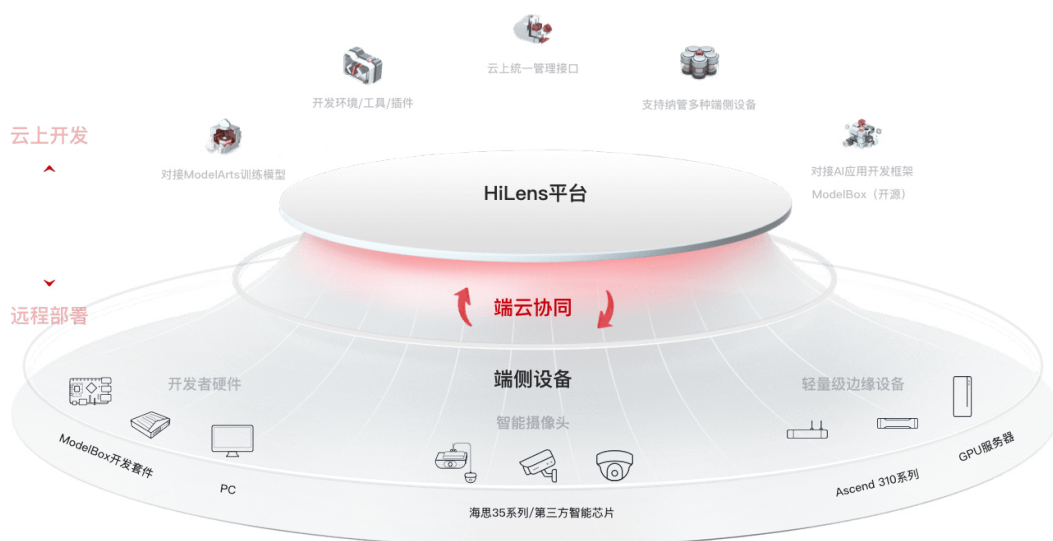 云上统一管理接口
开发环境/工具/插件
支持纳管多种端侧设备
云上开发
对接ModelArts训练模型
对接AI应用开发框架
ModelBox（开源）
HiLens平台
端云协同
远程部署
端侧设备
开发者硬件
轻量级边缘设备
智能摄像头
ModelBox开发套件
PC
海思35系列/第三方智能芯片
Ascend 310系列
GPU服务器